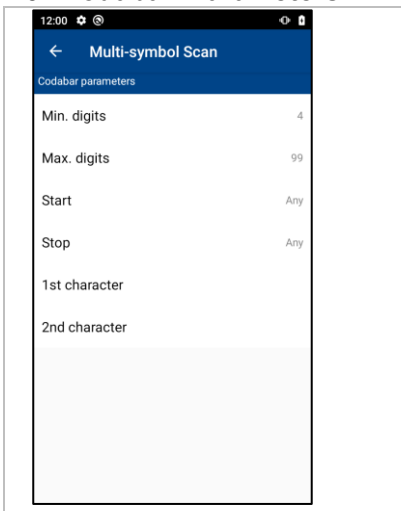 12:00
Multi-symbol Scan
Codabar parameters
Min. digits 4
Max. digits 99
Start Any
Stop Any
1st character
2nd character